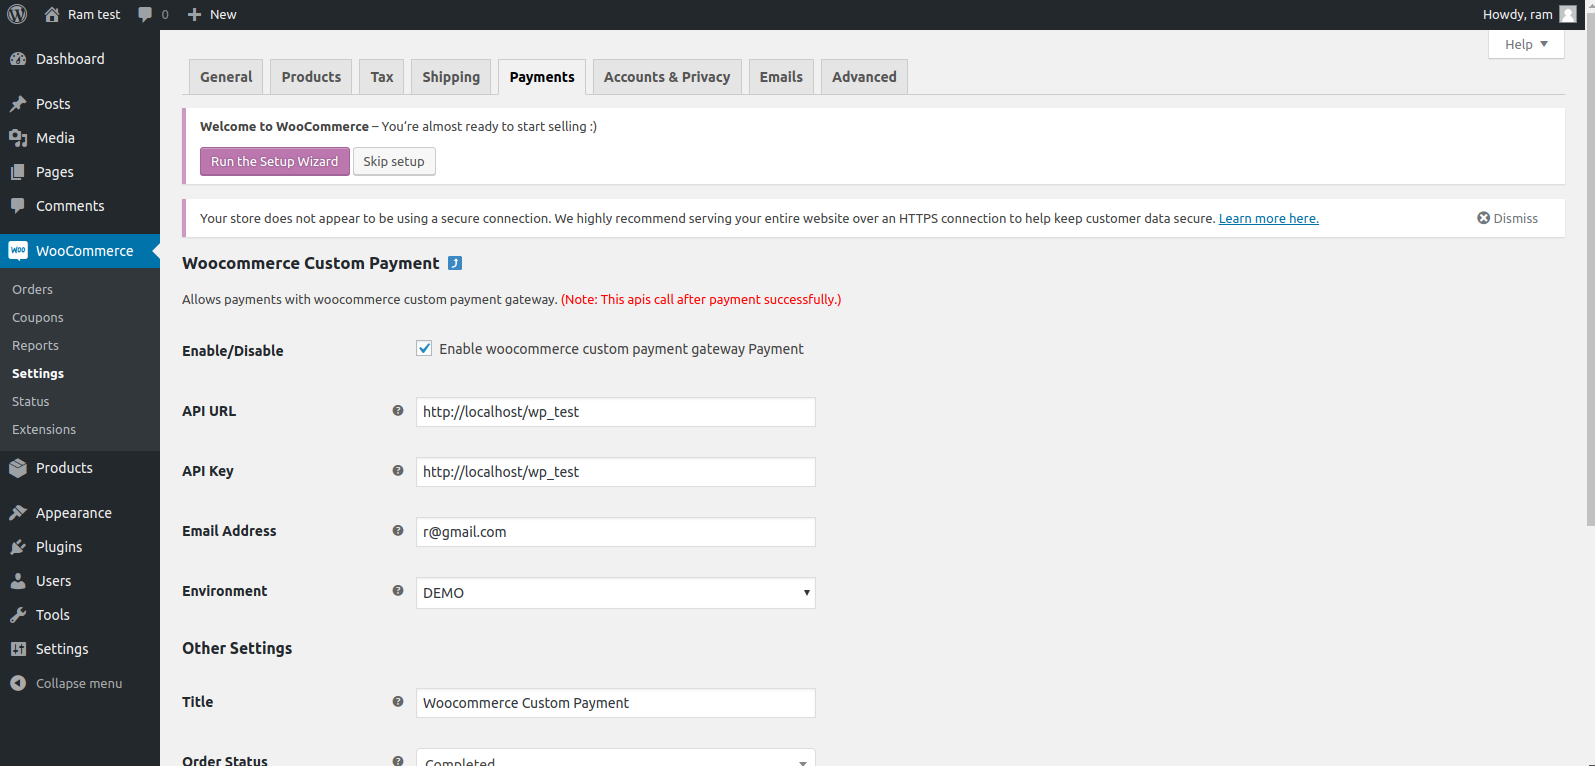 Ram test 0 New Howdy, ram
Help
Dashboard
Posts
Media
Pages
Comments
WooCommerce
Orders
Coupons
Reports
Settings
Status
Extensions
Products
Appearance
Plugins
Users
Tools
Settings
Collapse menu
General Products Tax Shipping Payments Accounts & Privacy Emails Advanced
Welcome to WooCommerce – You're almost ready to start selling :)
Run the Setup Wizard Skip setup
Your store does not appear to be using a secure connection. We highly recommend serving your entire website over an HTTPS connection to help keep customer data secure. Learn more here. Dismiss
Woocommerce Custom Payment
Allows payments with woocommerce custom payment gateway. (Note: This apis call after payment successfully.)
Enable/Disable Enable woocommerce custom payment gateway Payment
API URL http://localhost/wp_test
API Key http://localhost/wp_test
Email Address r@gmail.com
Environment DEMO
Other Settings
Title Woocommerce Custom Payment
Order Status Completed